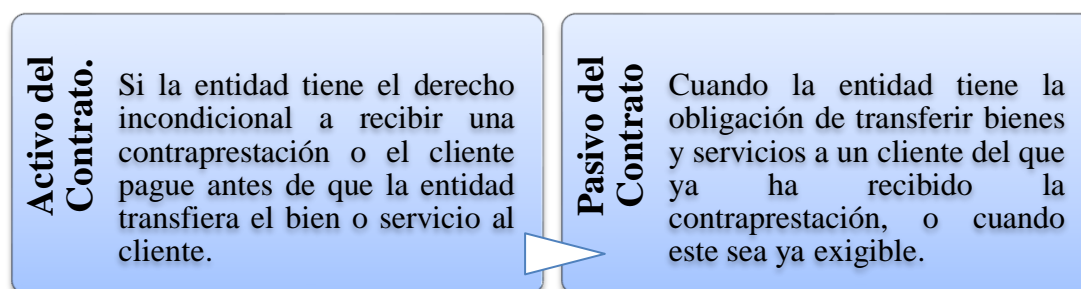 Activo del
Contrato.
Si la entidad tiene el derecho
incondicional a recibir una
contraprestación o el cliente
pague antes de que la entidad
transfiera el bien o servicio al
cliente.
Pasivo del
Contrato
Cuando la entidad tiene la
obligación de transferir bienes
y servicios a un cliente del que
ya ha recibido la
contraprestación, o cuando
este sea ya exigible.